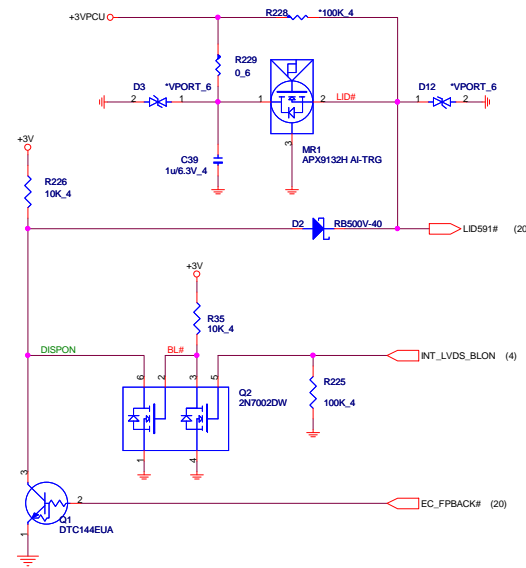 R228 *100K_4
+3VPCU
R229
0_6
D3 *VPORT_6
D12 *VPORT_6
2 1
1 2
LID#
1 2
3
MR1
APX9132H AI-TRG
C39
1u/6.3V_4
+3V
R226
10K_4
D2 RB500V-40
LID591# (20
+3V
R35
10K_4
DISPON
BL#
INT_LVDS_BLON (4)
6 2 3 5
R225
100K_4
Q2
2N7002DW
1 4
3
2
EC_FPBACK# (20)
Q1
DTC144EUA
1